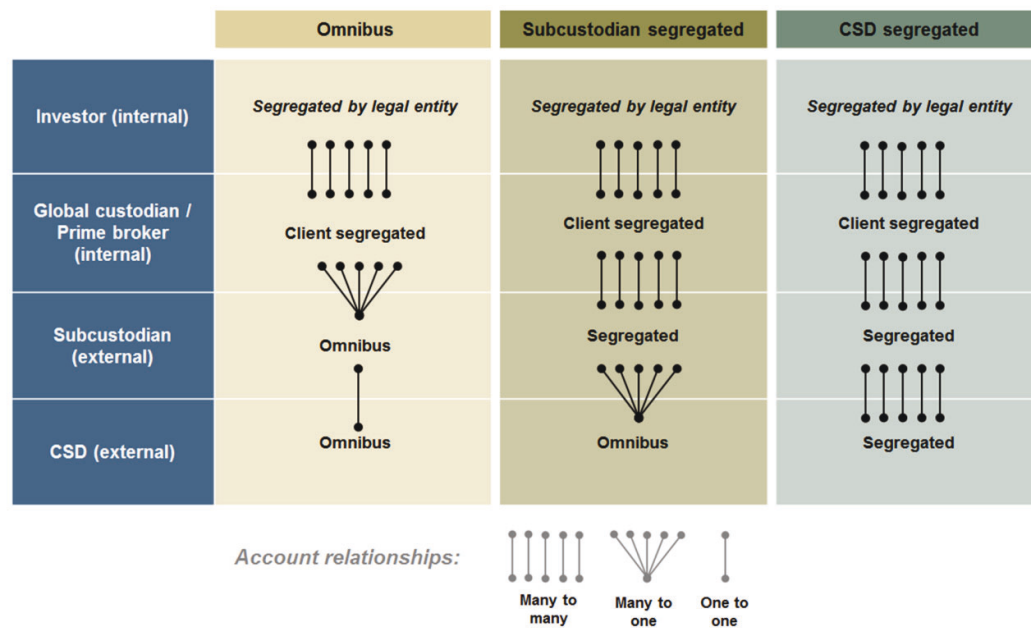 Omnibus
Subcustodian segregated
CSD segregated
Investor (internal)
Segregated by legal entity
Segregated by legal entity
Segregated by legal entity
Global custodian /
Prime broker
(internal)
Client segregated
Client segregated
Client segregated
Subcustodian
(external)
Omnibus
Segregated
Segregated
CSD (external)
Omnibus
Omnibus
Segregated
Account relationships:
Many to
many
Many to
one
One to
one